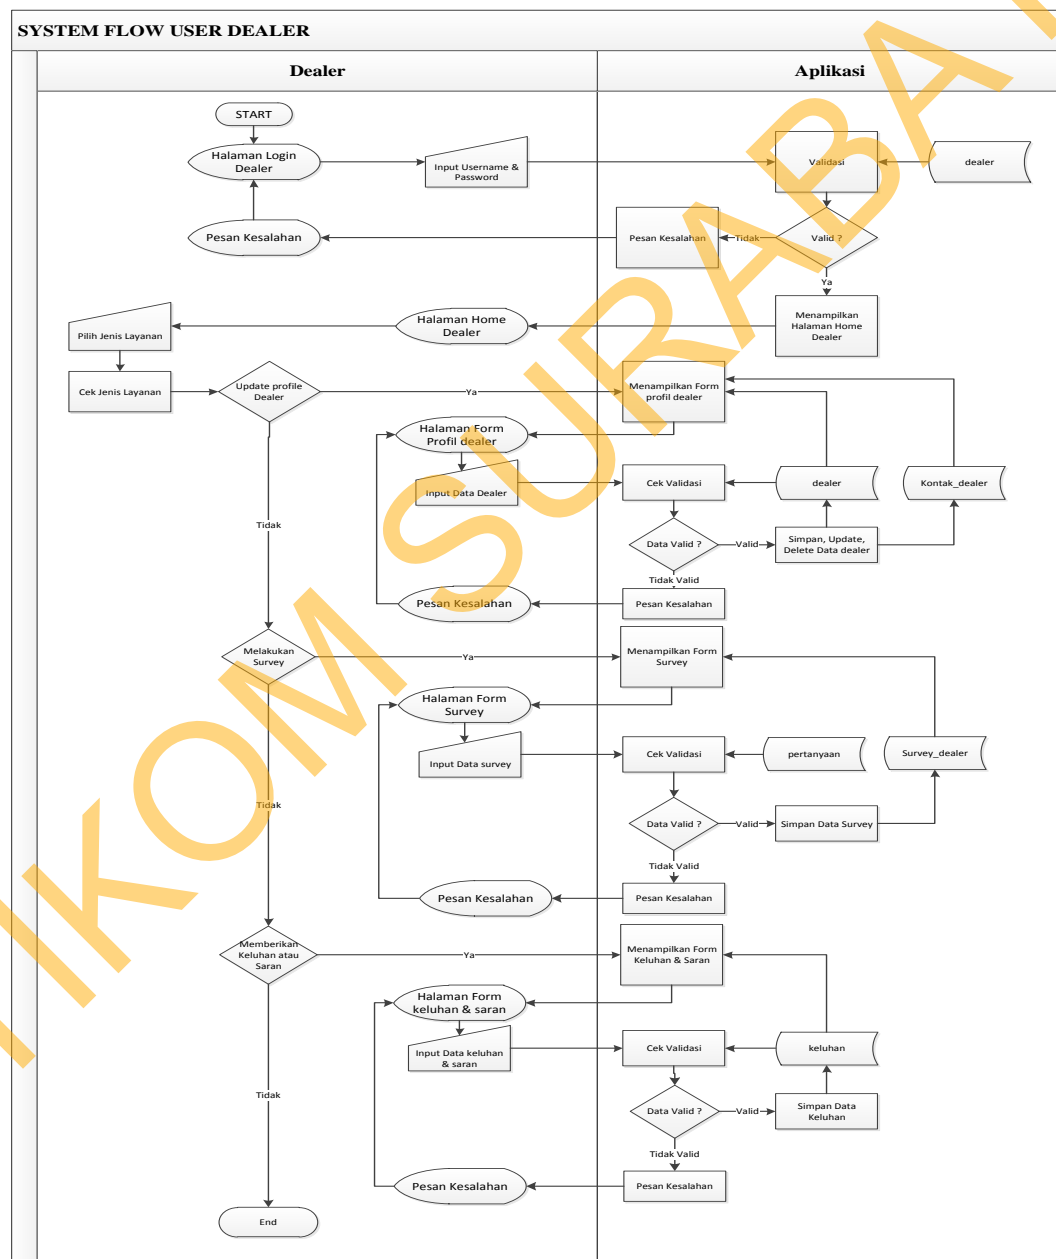 SYSTEM FLOW USER DEALER
Dealer
Aplikasi
START
Halaman Login
Dealer
Input Username &
Password
Validasi
dealer
Pesan Kesalahan
Pesan Kesalahan
Tidak
Valid ?
Ya
Pilih Jenis Layanan
Halaman Home
Dealer
Menampilkan
Halaman Home
Dealer
Cek Jenis Layanan
Update profile
Dealer
Ya
Menampilkan Form
profil dealer
Halaman Form
Profil dealer
Input Data Dealer
Cek Validasi
dealer
Kontak_dealer
Tidak
Data Valid ?
Valid
Simpan, Update,
Delete Data dealer
Tidak Valid
Pesan Kesalahan
Pesan Kesalahan
Melakukan
Survey
Ya
Menampilkan Form
Survey
Halaman Form
Survey
Input Data survey
Cek Validasi
pertanyaan
Survey_dealer
Tidak
Data Valid ?
Valid
Simpan Data Survey
Tidak Valid
Pesan Kesalahan
Pesan Kesalahan
Memberikan
Keluhan atau
Saran
Ya
Menampilkan Form
Keluhan & Saran
Halaman Form
keluhan & saran
Input Data keluhan
& saran
Cek Validasi
keluhan
Tidak
Data Valid ?
Valid
Simpan Data
Keluhan
Tidak Valid
Pesan Kesalahan
Pesan Kesalahan
End
IKOM SURABA